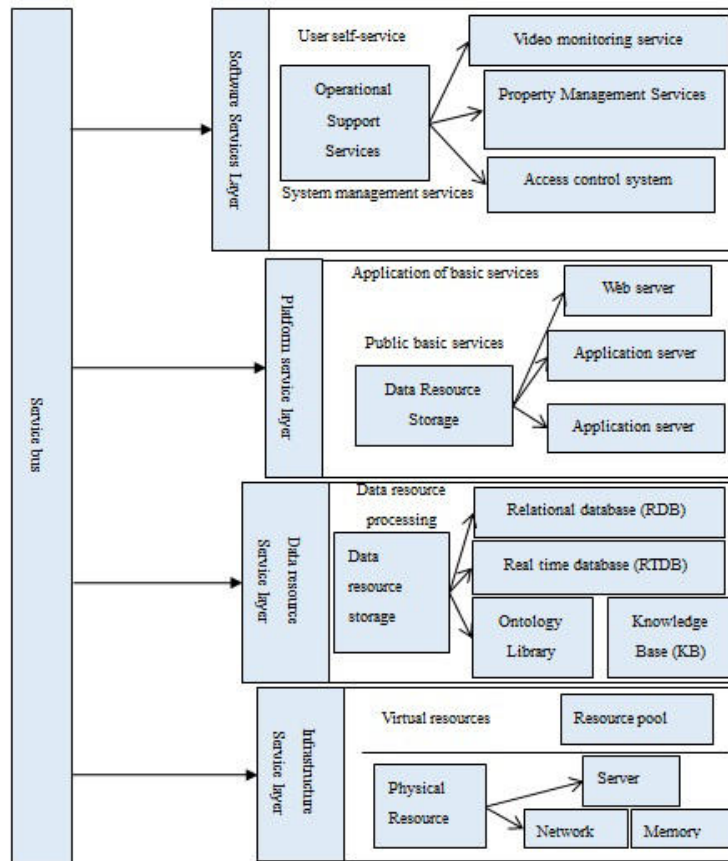 Service bus
Software Services Layer
User self-service
Operational
Support
Services
System management services
Video monitoring service
Property Management Services
Access control system
Platform service layer
Application of basic services
Public basic services
Data Resource
Storage
Web server
Application server
Application server
Data resource
Service layer
Data resource
processing
Data
resource
storage
Relational database (RDB)
Real time database (RTDB)
Ontology
Library
Knowledge
Base (KB)
Infrastructure
Service layer
Virtual resources
Resource pool
Physical
Resource
Server
Network
Memory